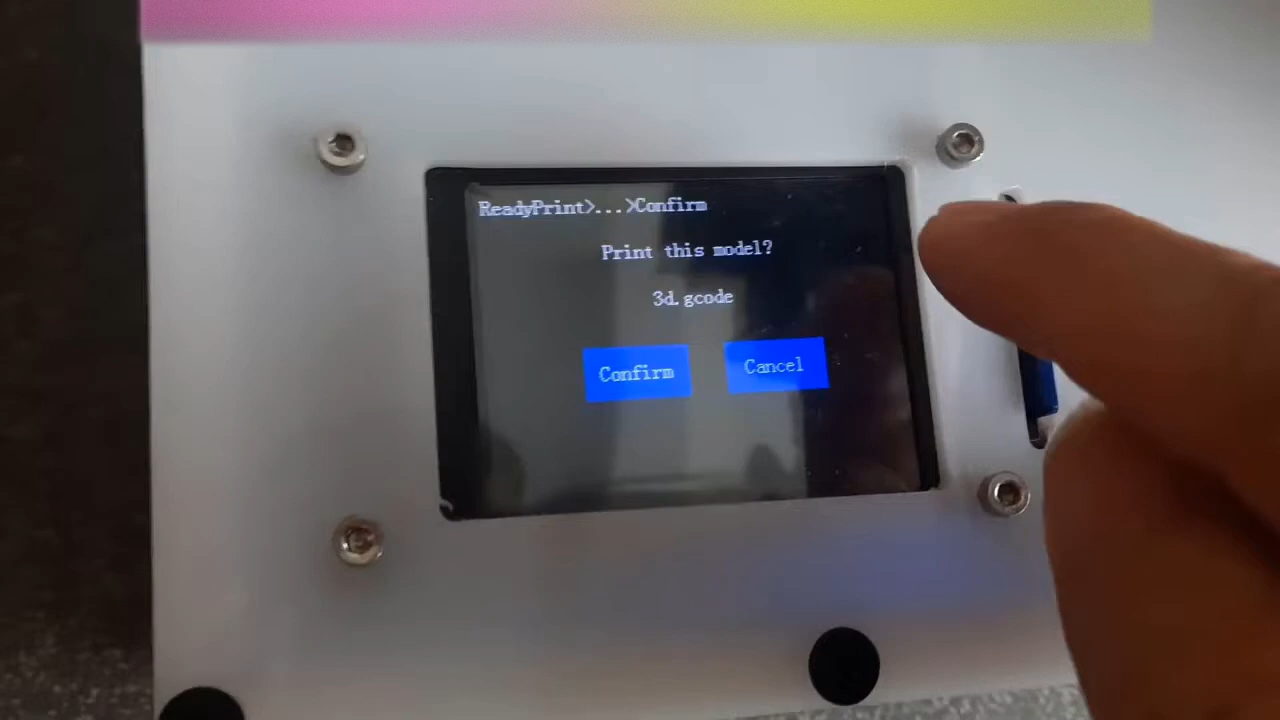 ReadyPrint>...>Confirm
Print this model?
3d.gcode
Confirm
Cancel